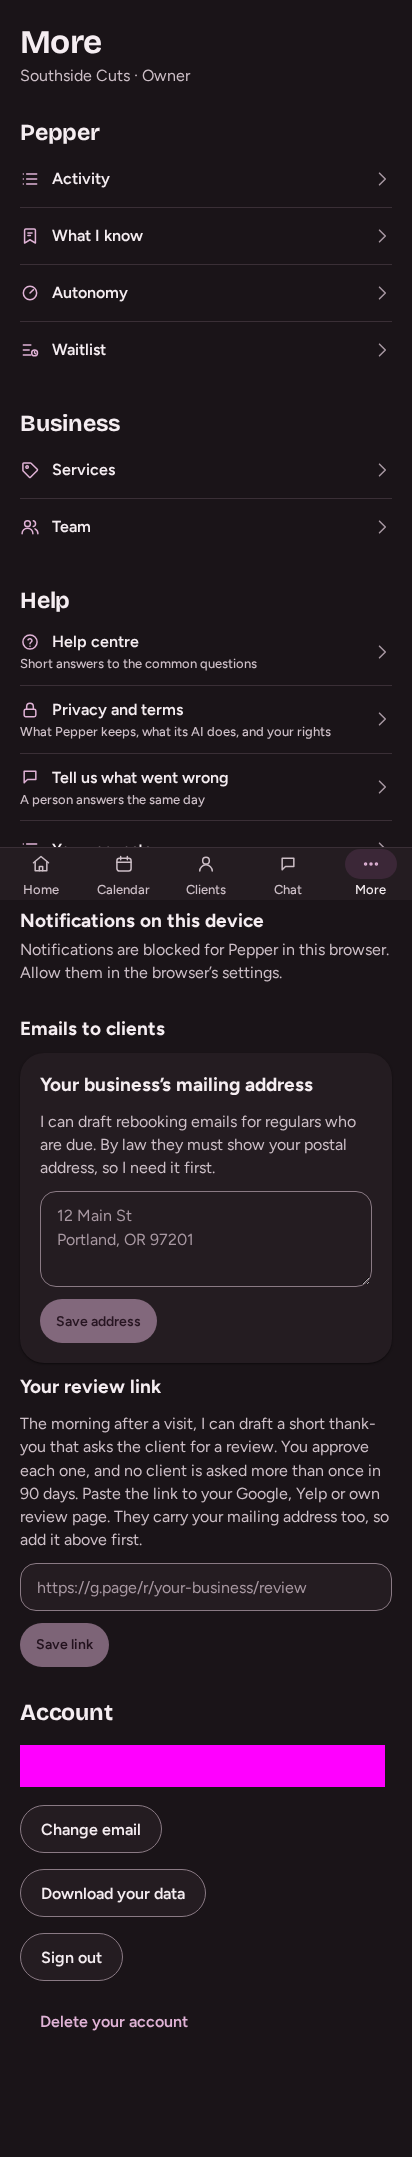 More
Southside Cuts · Owner
Pepper
Activity
What I know
Autonomy
Waitlist
Business
Services
Team
Help
Help centre
Short answers to the common questions
Privacy and terms
What Pepper keeps, what its AI does, and your rights
Tell us what went wrong
A person answers the same day
Home
Calendar
Clients
Chat
More
Notifications on this device
Notifications are blocked for Pepper in this browser.
Allow them in the browser’s settings.
Emails to clients
Your business’s mailing address
I can draft rebooking emails for regulars who
are due. By law they must show your postal
address, so I need it first.
12 Main St
Portland, OR 97201
Save address
Your review link
The morning after a visit, I can draft a short thank-
you that asks the client for a review. You approve
each one, and no client is asked more than once in
90 days. Paste the link to your Google, Yelp or own
review page. They carry your mailing address too, so
add it above first.
https://g.page/r/your-business/review
Save link
Account
Change email
Download your data
Sign out
Delete your account